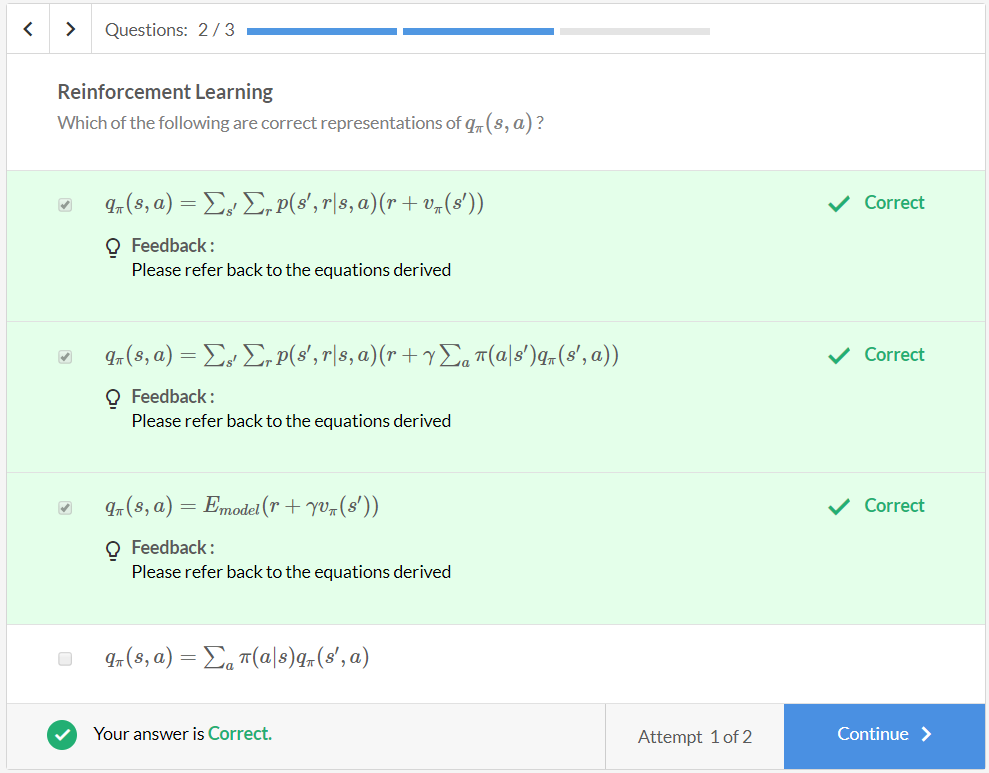 Questions: 2 / 3
Reinforcement Learning
Which of the following are correct representations of $q_\pi(s, a)$ ?
$q_\pi(s, a) = \sum_{s'} \sum_r p(s', r|s, a)(r + v_\pi(s'))$ Correct
Feedback :
Please refer back to the equations derived
$q_\pi(s, a) = \sum_{s'} \sum_r p(s', r|s, a)(r + \gamma \sum_a \pi(a|s')q_\pi(s', a))$ Correct
Feedback :
Please refer back to the equations derived
$q_\pi(s, a) = E_{model}(r + \gamma v_\pi(s'))$ Correct
Feedback :
Please refer back to the equations derived
$q_\pi(s, a) = \sum_a \pi(a|s)q_\pi(s', a)$
Your answer is Correct. Attempt 1 of 2 Continue